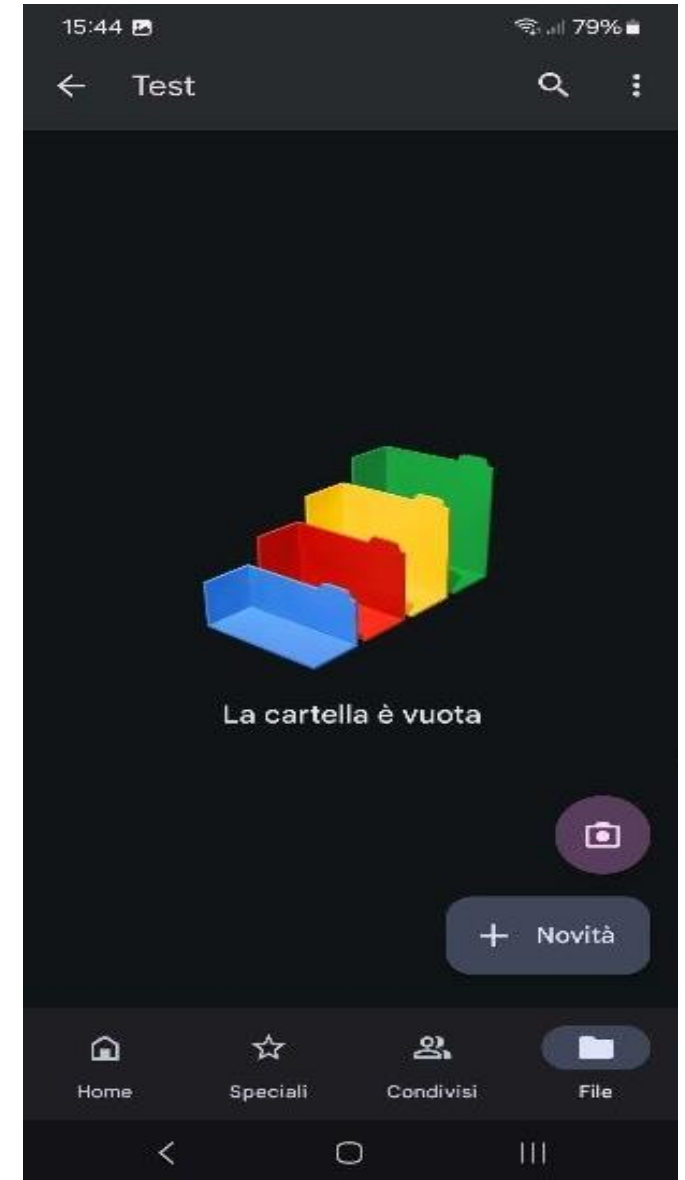 15:44 79%
Test
La cartella è vuota
+ Novità
Home Speciali Condivisi File